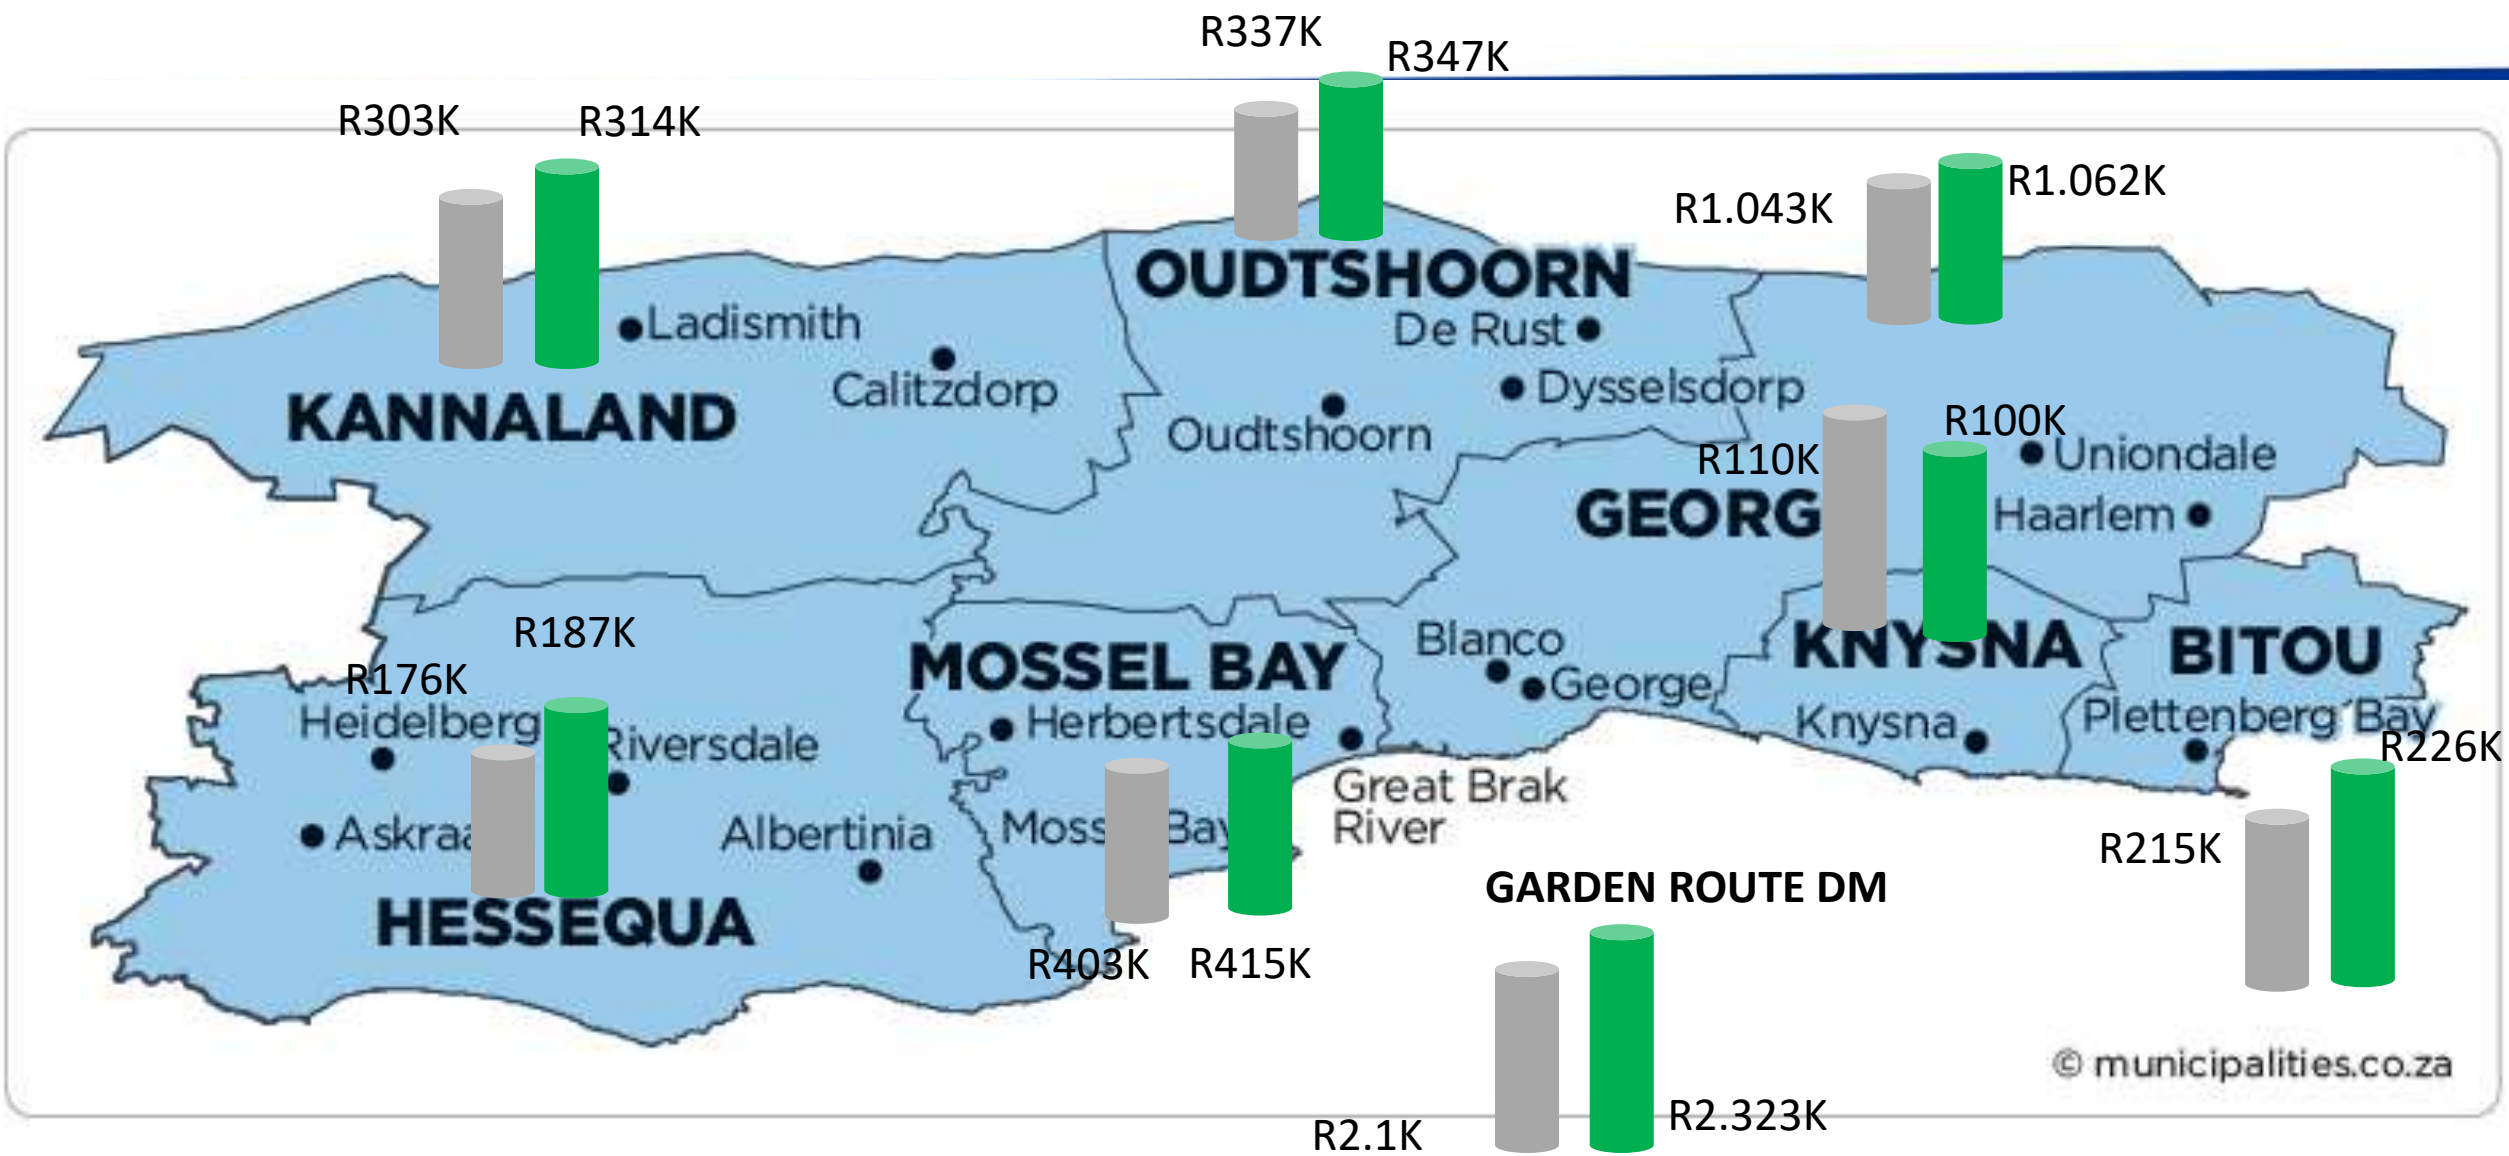 R337K
R347K
R303K
R314K
R1.043K
R1.062K
OUDTSHOORN
Ladismith
De Rust
Calitzdorp
Dysselsdorp
KANNALAND
Oudtshoorn
R100K
R110K
Uniondale
GEORG
Haarlem
R187K
Blanco
KNYSNA
BITOU
MOSSEL BAY
R176K
George
Heidelberg
Herbertsdale
Knysna
Plettenberg Bay
Riversdale
R226K
Great Brak
River
Askraa
Albertinia
Moss Bay
R215K
GARDEN ROUTE DM
HESSEQUA
R403K
R415K
© municipalities.co.za
R2.1K
R2.323K